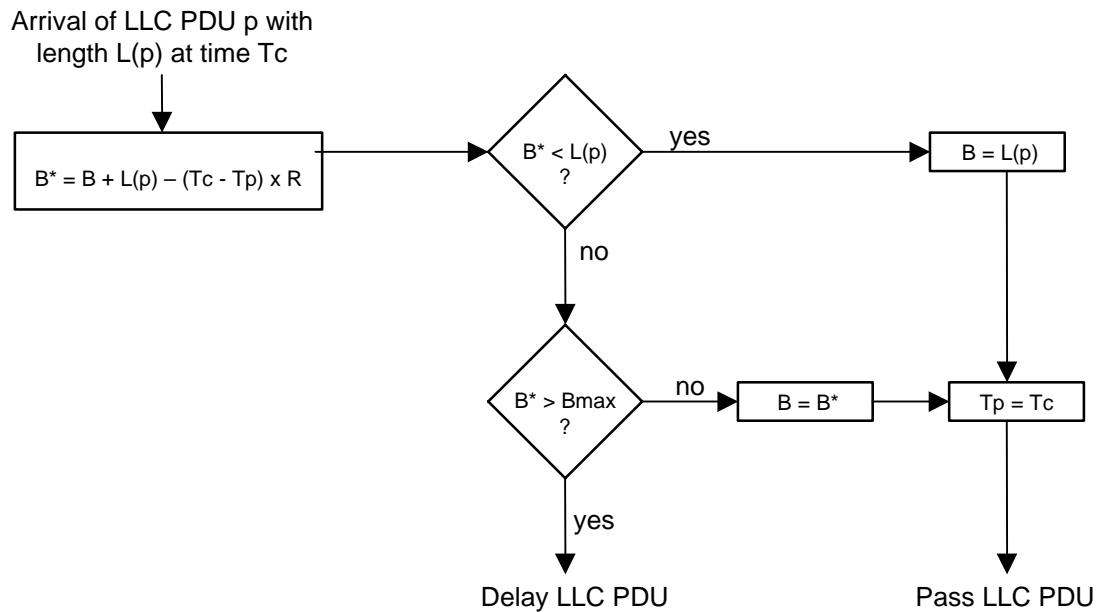 Arrival of LLC PDU p with
length L(p) at time Tc
B* = B + L(p) – (Tc - Tp) x R
B* < L(p)
?
yes
B = L(p)
no
B* > Bmax
?
no
B = B*
Tp = Tc
yes
Delay LLC PDU
Pass LLC PDU